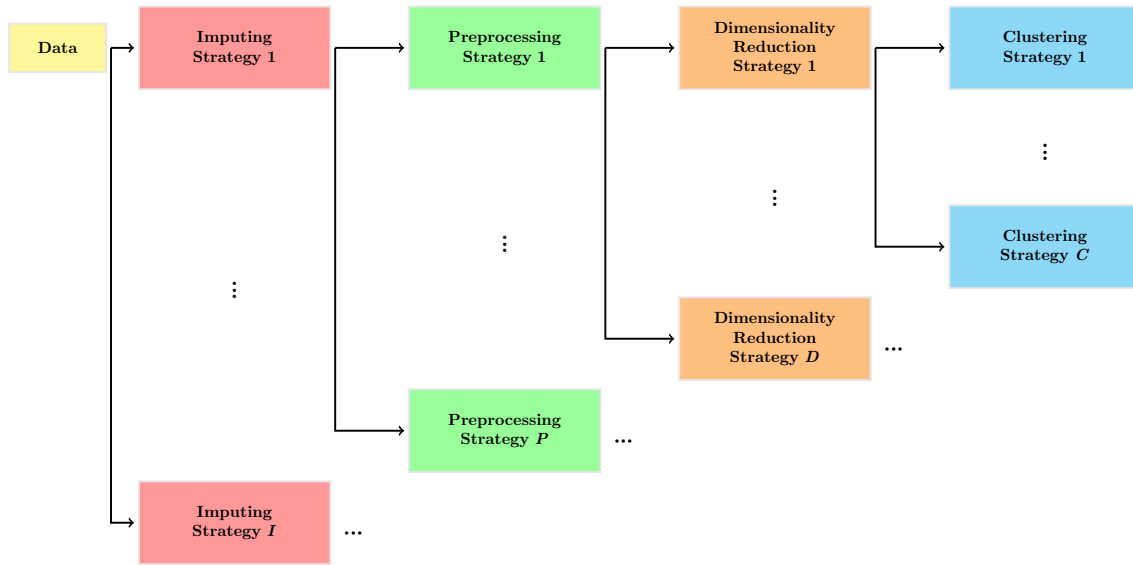 Data
Imputing
Strategy 1
Preprocessing
Strategy 1
Dimensionality
Reduction
Strategy 1
Clustering
Strategy 1
⋮
⋮
⋮
⋮
Clustering
Strategy C
Dimensionality
Reduction
Strategy D
...
Preprocessing
Strategy P
...
Imputing
Strategy I
...